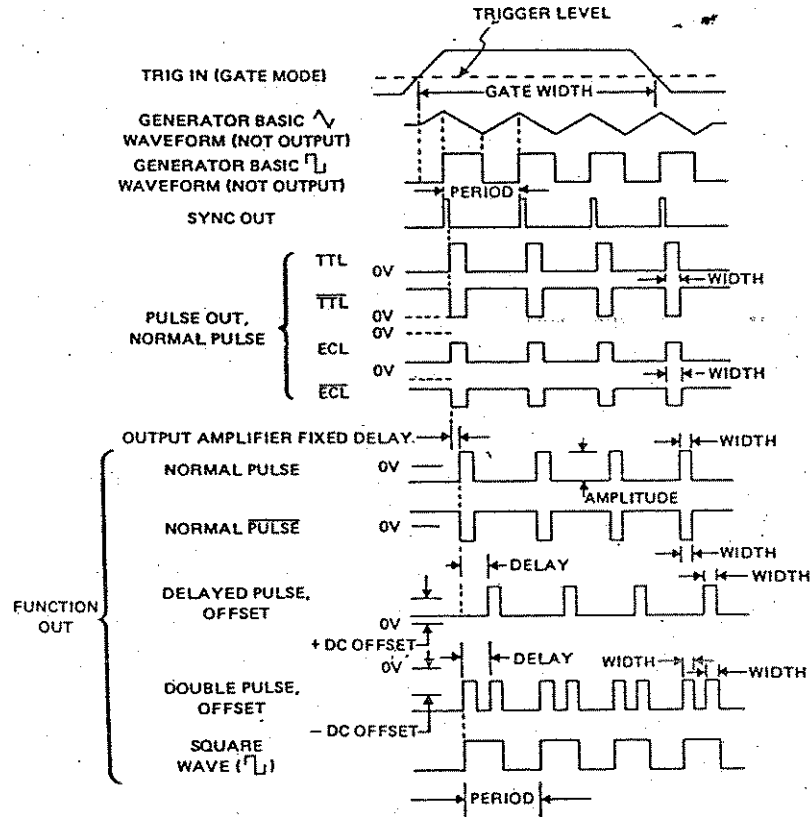 TRIGGER LEVEL
TRIG IN (GATE MODE)
GATE WIDTH
GENERATOR BASIC
WAVEFORM (NOT OUTPUT)
GENERATOR BASIC
WAVEFORM (NOT OUTPUT)
PERIOD
SYNC OUT
PULSE OUT,
NORMAL PULSE
TTL
0V
WIDTH
TTL
0V
0V
ECL
0V
WIDTH
ECL
OUTPUT AMPLIFIER FIXED DELAY
WIDTH
FUNCTION
OUT
NORMAL PULSE
0V
AMPLITUDE
NORMAL PULSE
0V
WIDTH
DELAY
WIDTH
DELAYED PULSE,
OFFSET
0V
+ DC OFFSET
0V
DELAY
WIDTH
WIDTH
DOUBLE PULSE,
OFFSET
– DC OFFSET
SQUARE
WAVE ( )
PERIOD